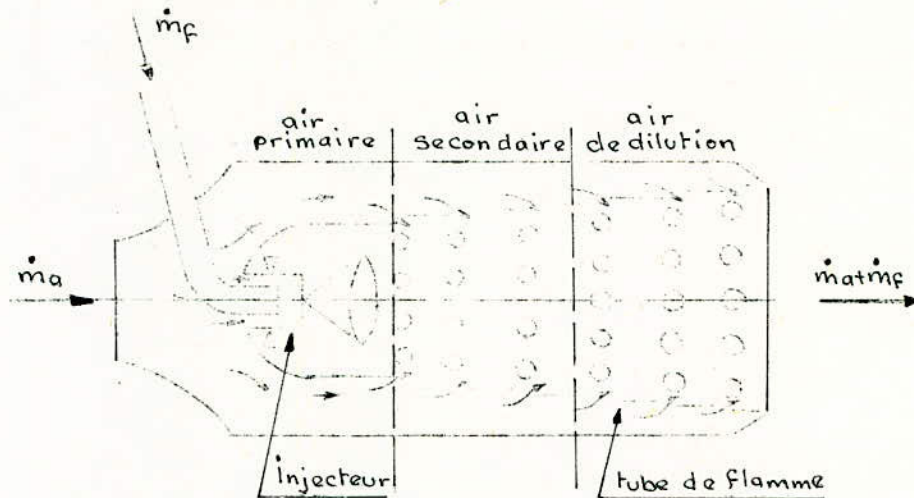 ṁf
air
primaire
air
secondaire
air
de dilution
ṁa
ṁa+ṁf
injecteur
tube de flamme